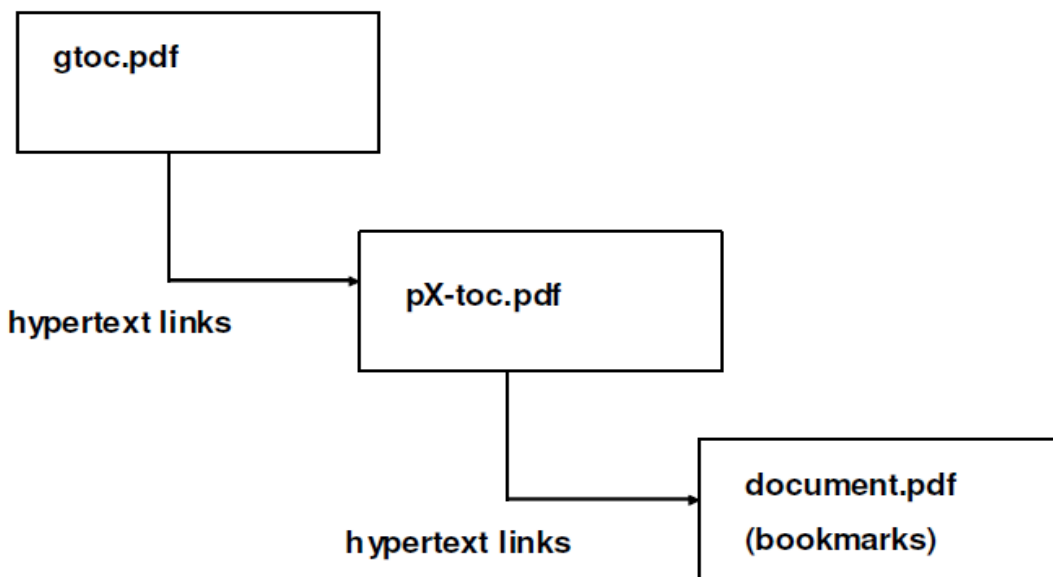 gtoc.pdf
pX-toc.pdf
hypertext links
document.pdf
(bookmarks)
hypertext links